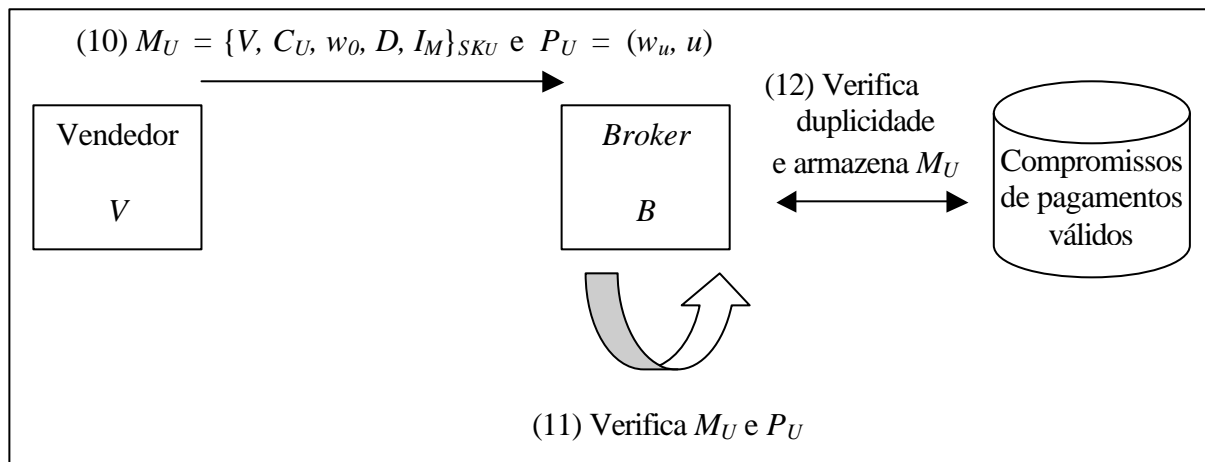 (10) M_U = {V, C_U, w_0, D, I_M}_SKU e P_U = (w_u, u)
Vendedor
V
Broker
B
(12) Verifica
duplicidade
e armazena M_U
Compromissos
de pagamentos
válidos
(11) Verifica M_U e P_U